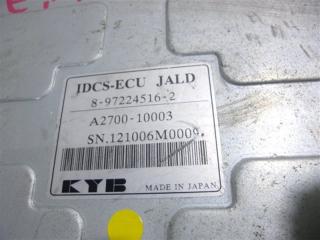 JDCS-ECU JALD
8-97224516-2
A2700-10003
SN.121006M0009
KYB MADE IN JAPAN